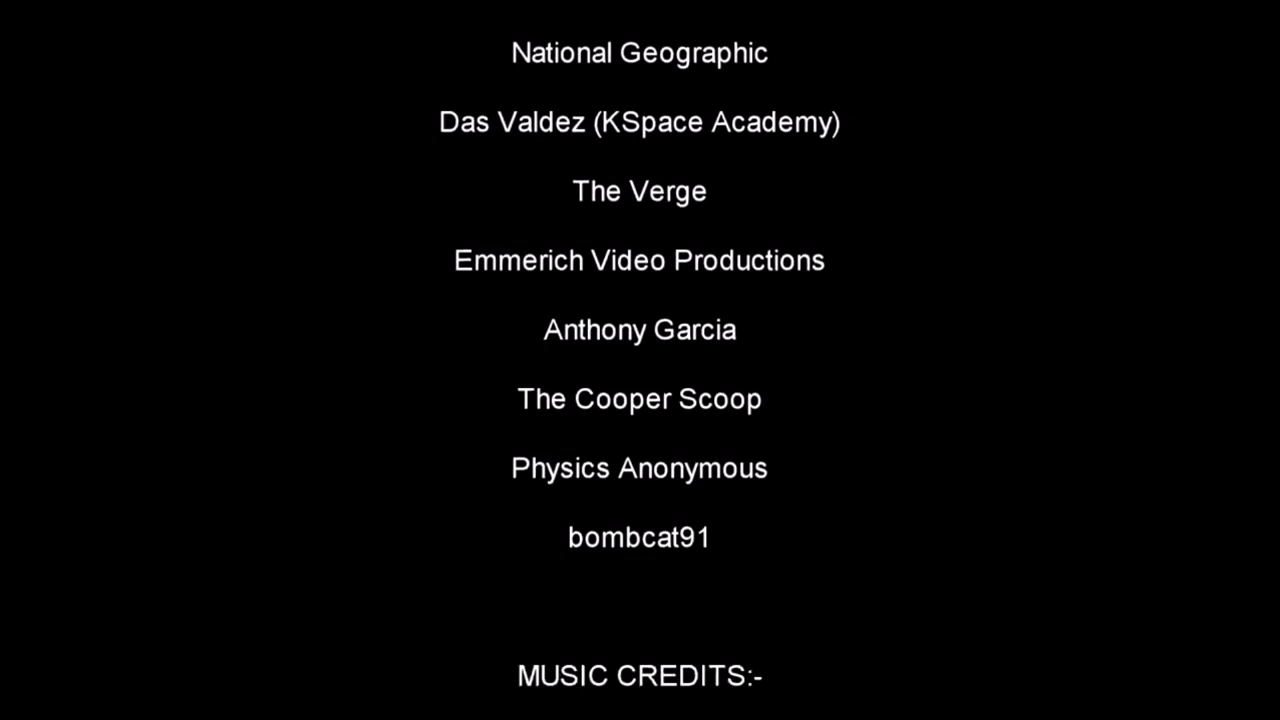 National Geographic
Das Valdez (KSpace Academy)
The Verge
Emmerich Video Productions
Anthony Garcia
The Cooper Scoop
Physics Anonymous
bombcat91
MUSIC CREDITS:-